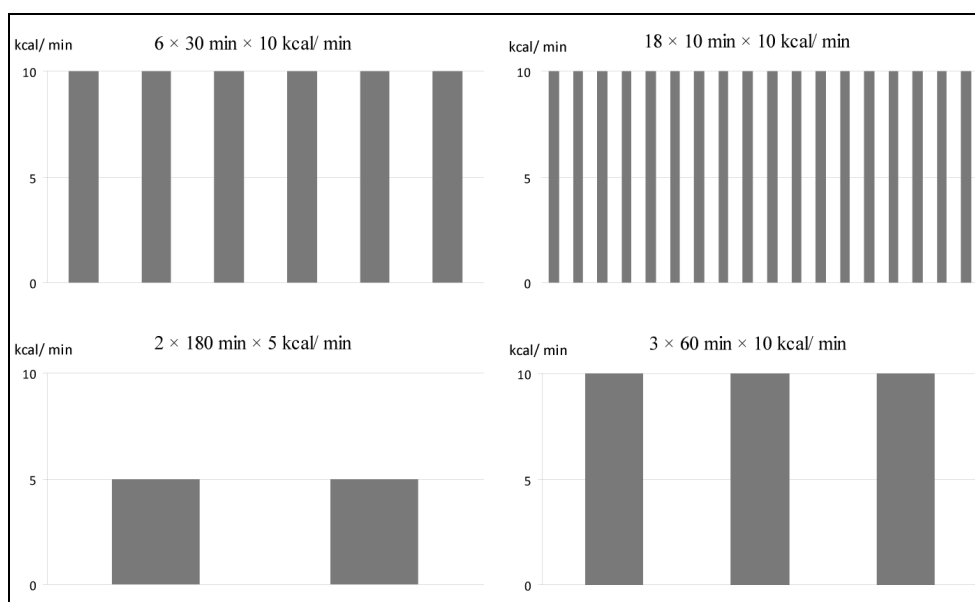 kcal/ min
6 × 30 min × 10 kcal/ min
10
5
0
kcal/ min
18 × 10 min × 10 kcal/ min
10
5
0
kcal/ min
2 × 180 min × 5 kcal/ min
10
5
0
kcal/ min
3 × 60 min × 10 kcal/ min
10
5
0